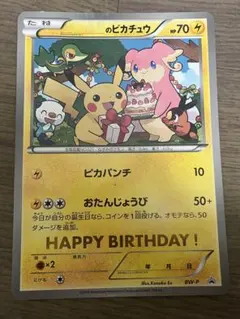 たね
のピカチュウ HP70
ピカパンチ 10
おたんじょうび 50+
今日が自分の誕生日なら、コインを1回投げる。オモテなら、50ダメージを追加。
HAPPY BIRTHDAY!
×2
年 月 日
BW-P